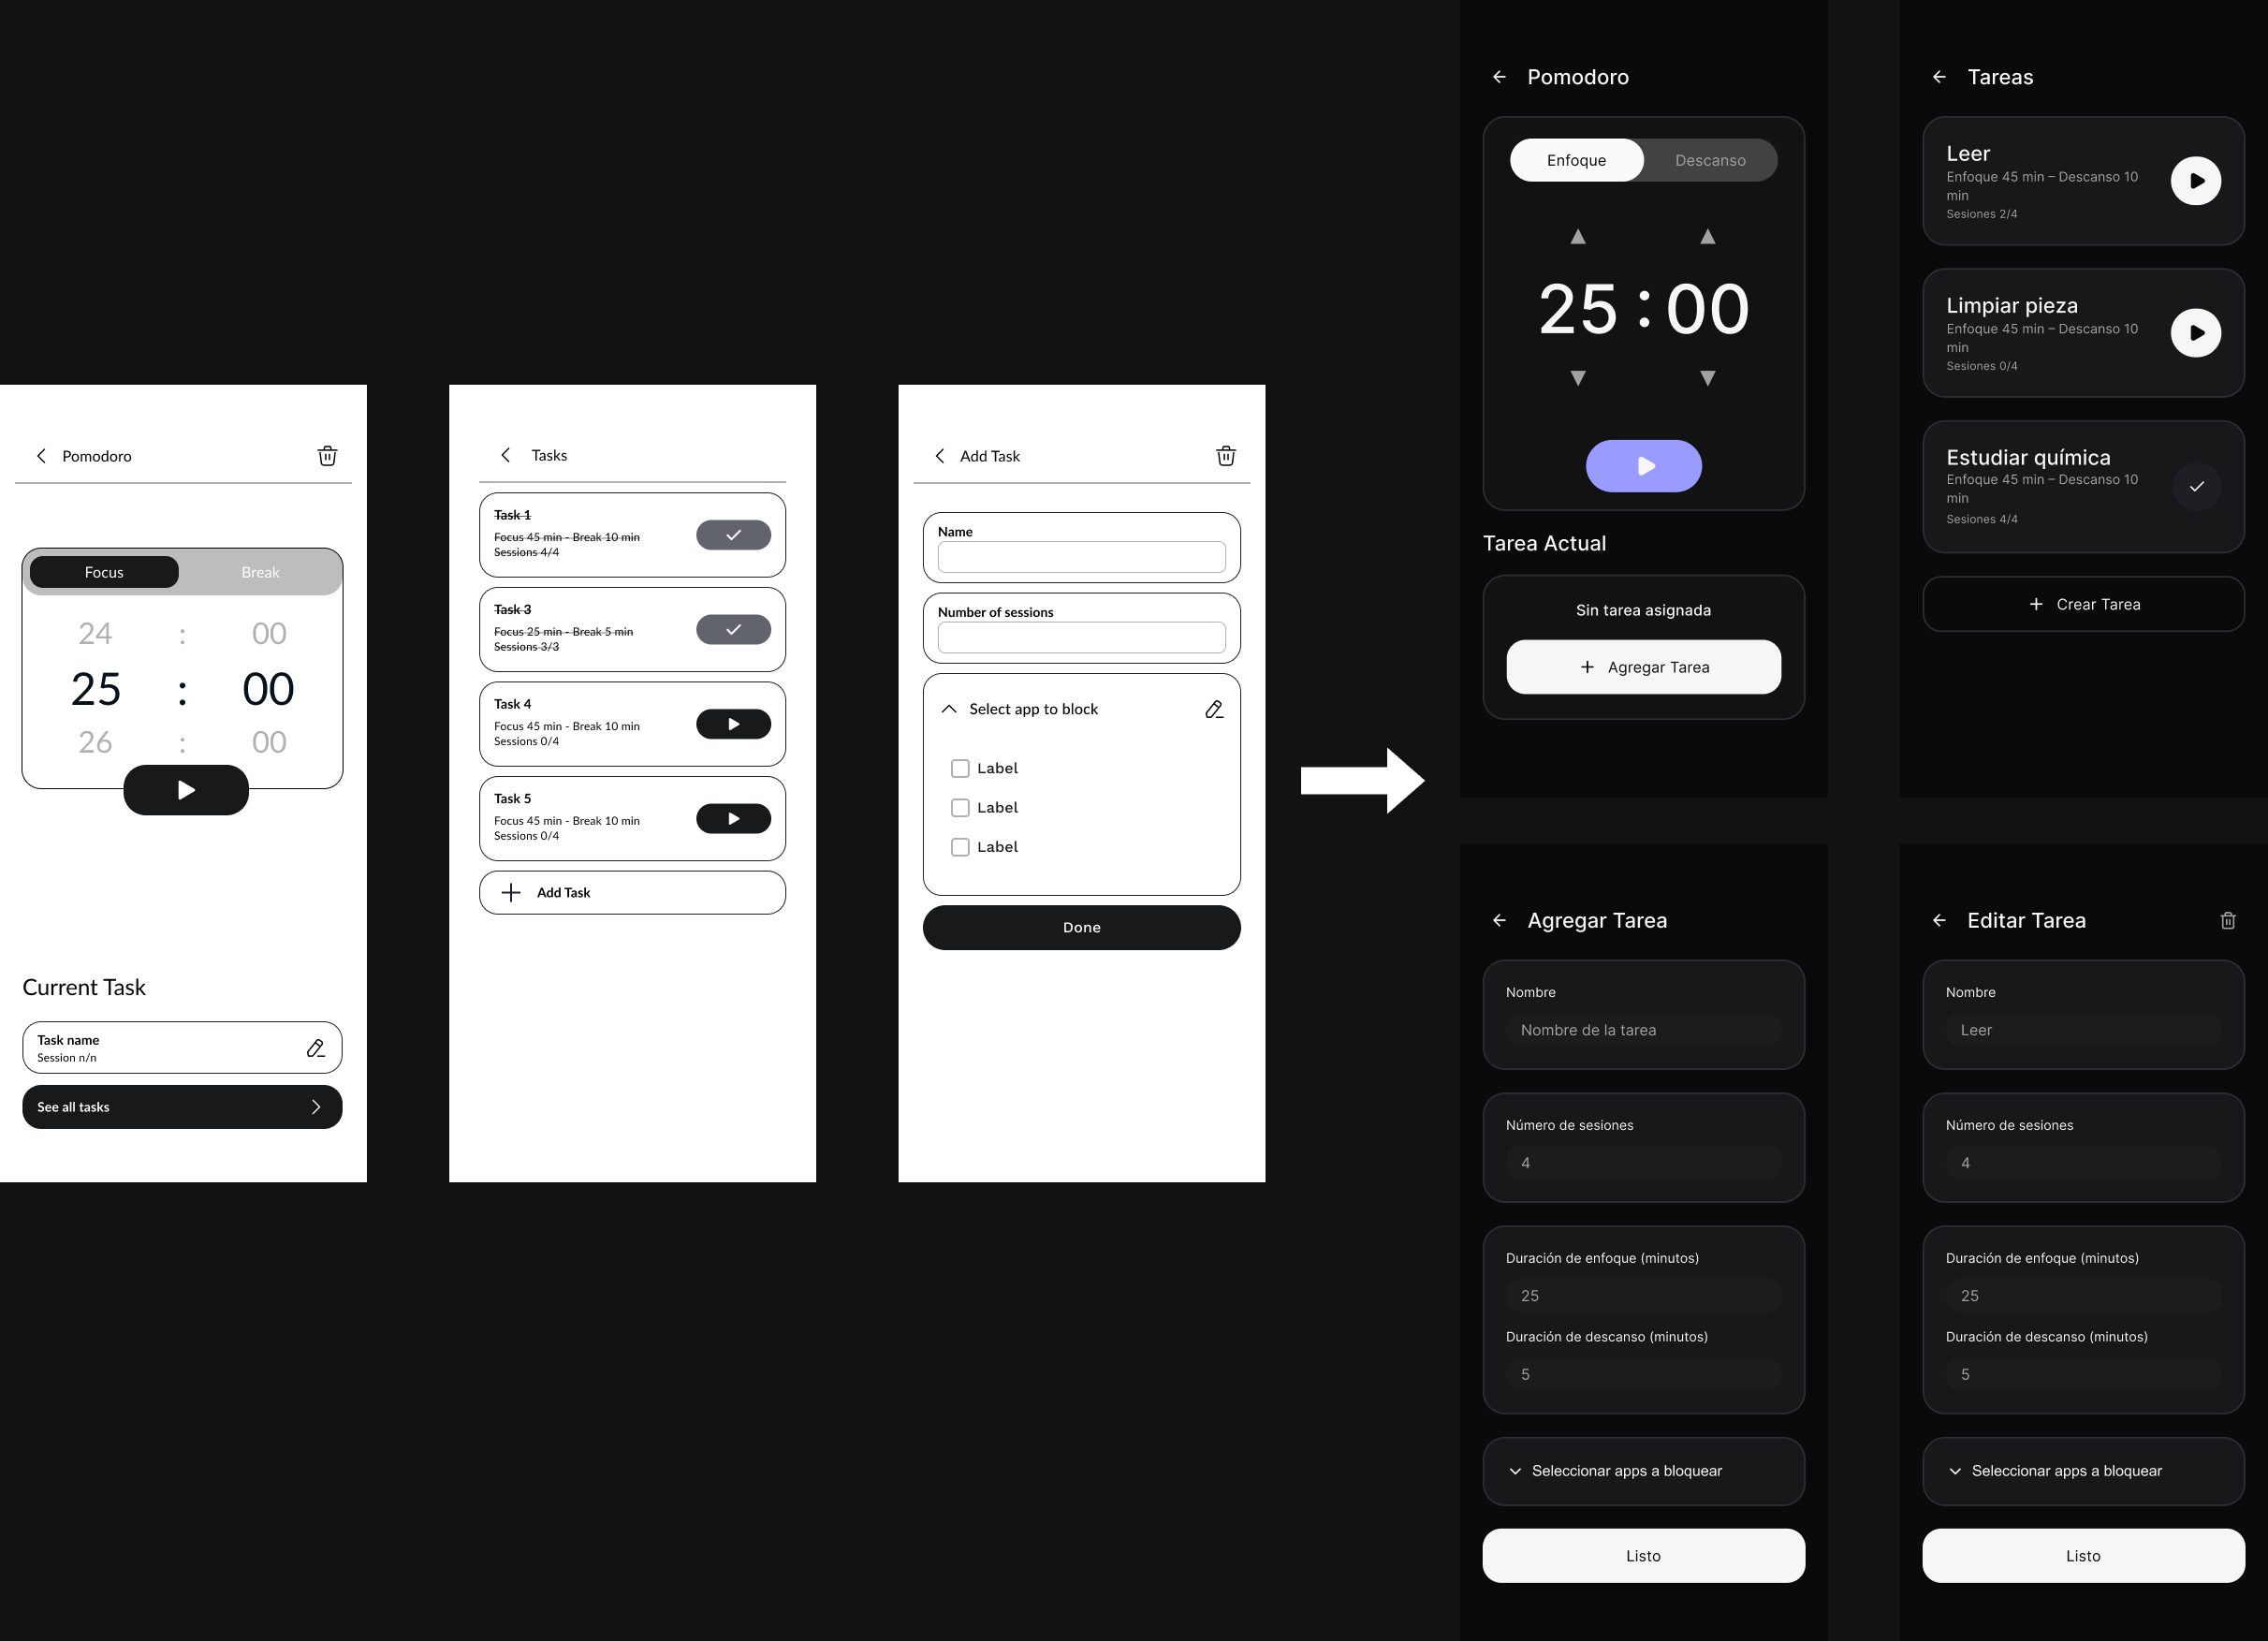 Pomodoro
Focus
Break
24 : 00
25 : 00
26 : 00
Current Task
Task name
Session n/n
See all tasks
Tasks
Task 1
Focus 45 min - Break 10 min
Sessions 4/4
Task 3
Focus 25 min - Break 5 min
Sessions 3/3
Task 4
Focus 45 min - Break 10 min
Sessions 0/4
Task 5
Focus 45 min - Break 10 min
Sessions 0/4
Add Task
Add Task
Name
Number of sessions
Select app to block
Label
Label
Label
Done
Pomodoro
Enfoque
Descanso
25 : 00
Tarea Actual
Sin tarea asignada
+ Agregar Tarea
Tareas
Leer
Enfoque 45 min – Descanso 10
min
Sesiones 2/4
Limpiar pieza
Enfoque 45 min – Descanso 10
min
Sesiones 0/4
Estudiar química
Enfoque 45 min – Descanso 10
min
Sesiones 4/4
+ Crear Tarea
Agregar Tarea
Nombre
Nombre de la tarea
Número de sesiones
4
Duración de enfoque (minutos)
25
Duración de descanso (minutos)
5
Seleccionar apps a bloquear
Listo
Editar Tarea
Nombre
Leer
Número de sesiones
4
Duración de enfoque (minutos)
25
Duración de descanso (minutos)
5
Seleccionar apps a bloquear
Listo